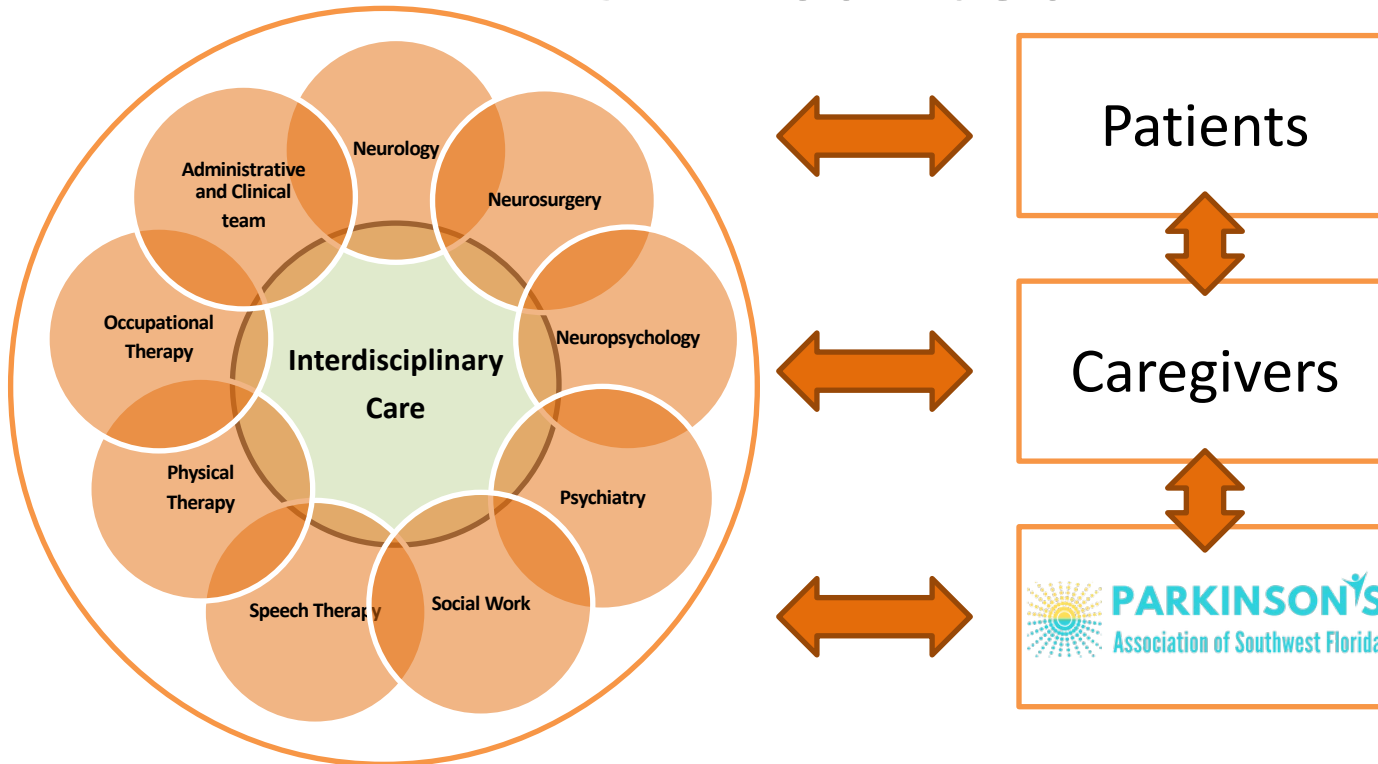 Neurology
Administrative
and Clinical
team
Neurosurgery
Occupational
Therapy
Interdisciplinary
Care
Neuropsychology
Physical
Therapy
Psychiatry
Speech Therapy
Social Work
Patients
Caregivers
PARKINSON'S
Association of Southwest Florida